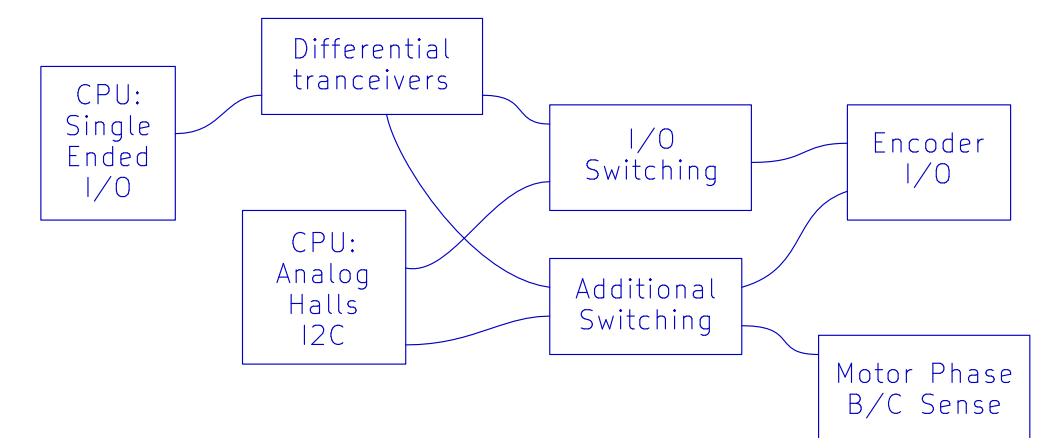 Differential
tranceivers
CPU:
Single
Ended
I/O
I/O
Switching
Encoder
I/O
CPU:
Analog
Halls
I2C
Additional
Switching
Motor Phase
B/C Sense